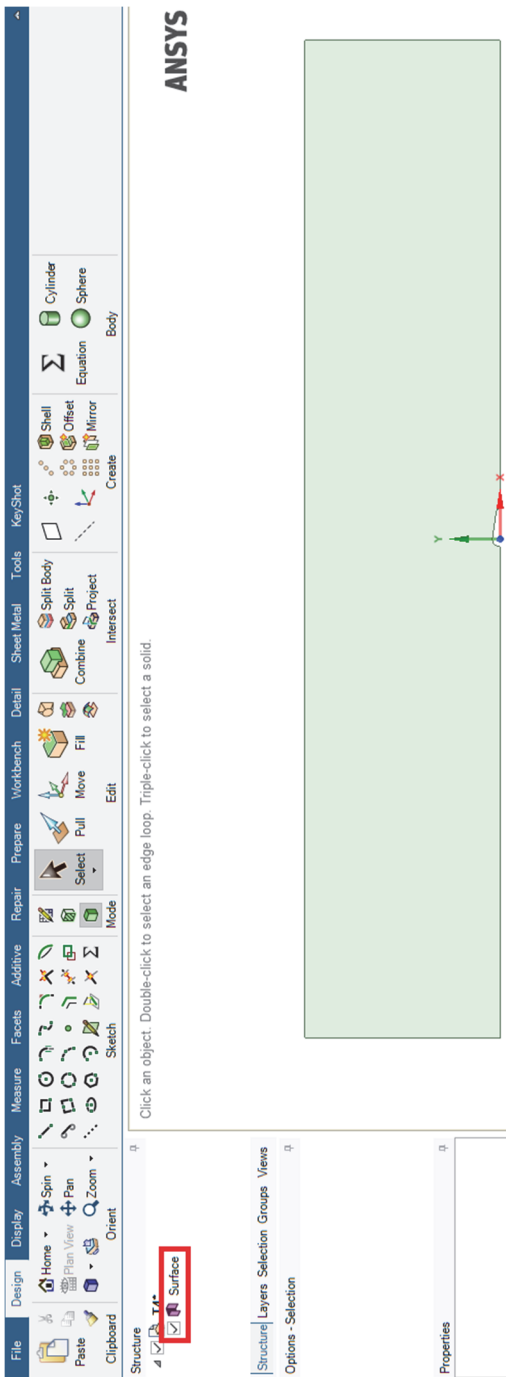 File Design Display Assembly Measure Facets Additive Repair Prepare Workbench Detail Sheet Metal Tools KeyShot
Paste
Clipboard
Home
Spin
Plan View
Pan
Zoom
Orient
Sketch
Mode
Select
Pull
Move
Fill
Edit
Combine
Split Body
Split
Project
Intersect
Shell
Offset
Mirror
Create
Equation
Cylinder
Sphere
Body
Structure
T4*
Surface
Structure Layers Selection Groups Views
Options - Selection
Properties
Click an object. Double-click to select an edge loop. Triple-click to select a solid.
ANSYS
Y
X